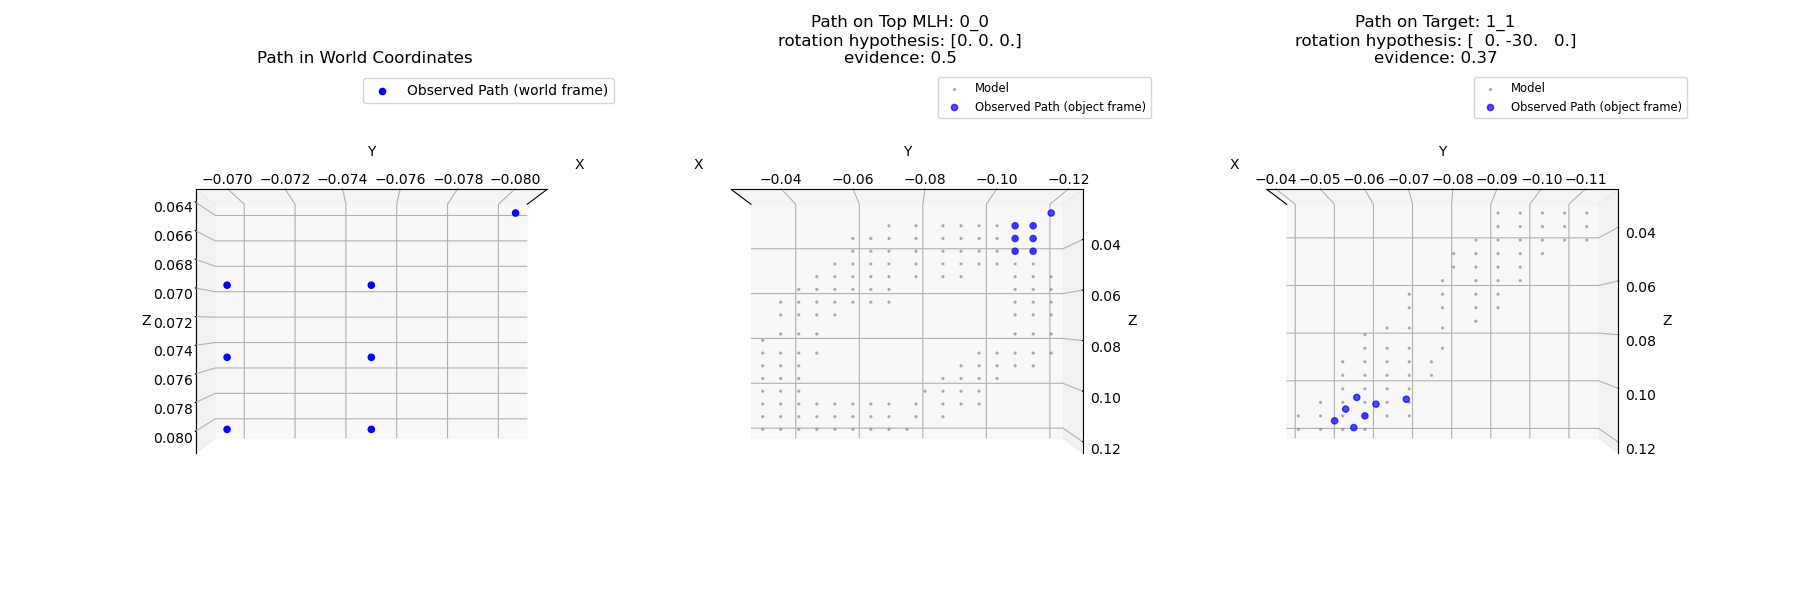 Path in World Coordinates
Observed Path (world frame)
Y
X
−0.070 −0.072 −0.074 −0.076 −0.078 −0.080
0.064
0.066
0.068
0.070
Z
0.072
0.074
0.076
0.078
0.080
Path on Top MLH: 0_0
rotation hypothesis: [0. 0. 0.]
evidence: 0.5
Model
Observed Path (object frame)
Y
X
−0.04 −0.06 −0.08 −0.10 −0.12
0.04
0.06
Z
0.08
0.10
0.12
Path on Target: 1_1
rotation hypothesis: [  0. -30.   0.]
evidence: 0.37
Model
Observed Path (object frame)
Y
X
−0.04 −0.05 −0.06 −0.07 −0.08 −0.09 −0.10 −0.11
0.04
0.06
Z
0.08
0.10
0.12